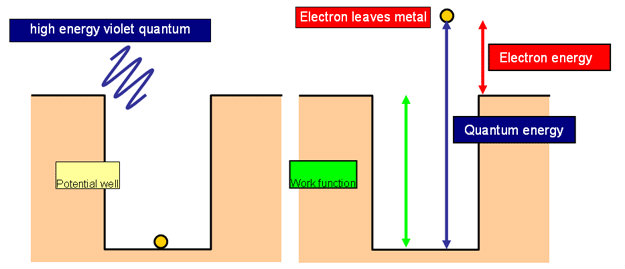 high energy violet quantum
Electron leaves metal
Electron energy
Quantum energy
Potential well
Work function